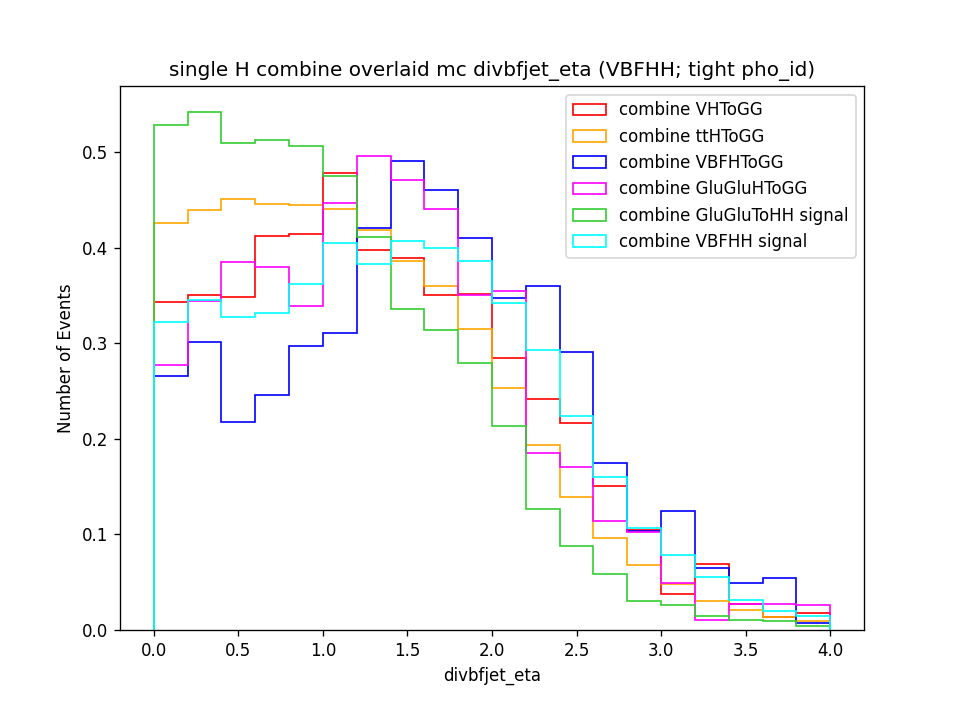 single H combine overlaid mc divbfjet_eta (VBFHH; tight pho_id)
combine VHToGG
combine ttHToGG
combine VBFHToGG
combine GluGluHToGG
combine GluGluToHH signal
combine VBFHH signal
Number of Events
0.5
0.4
0.3
0.2
0.1
0.0
0.0 0.5 1.0 1.5 2.0 2.5 3.0 3.5 4.0
divbfjet_eta